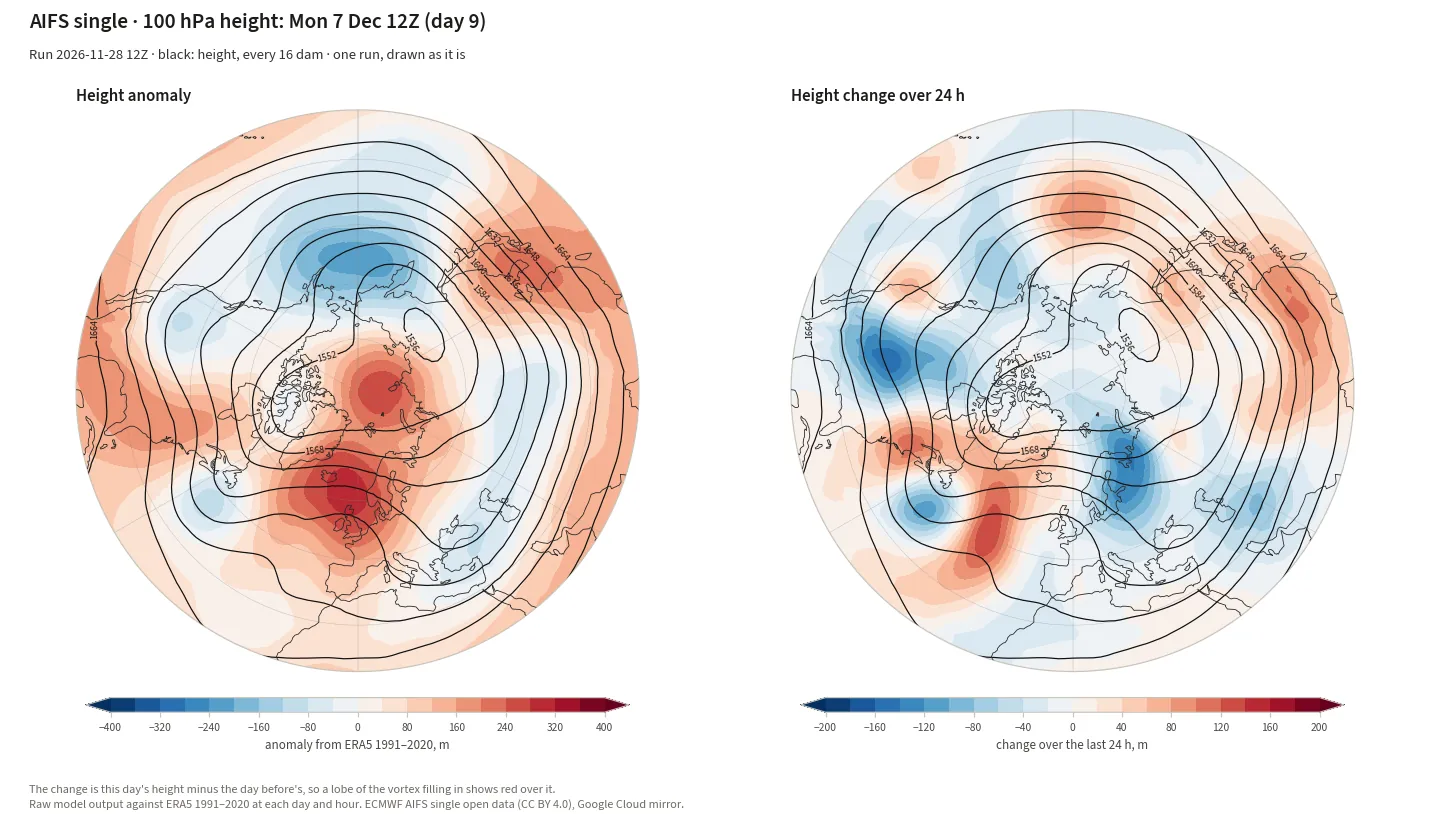 AIFS single · 100 hPa height: Mon 7 Dec 12Z (day 9)
Run 2026-11-28 12Z · black: height, every 16 dam · one run, drawn as it is
Height anomaly
Height change over 24 h
1632
1648
1664
1600
1616
1584
1664
1536
1552
1568
1632
1648
1664
1600
1616
1584
1664
1536
1552
1568
−400 −320 −240 −160 −80 0 80 160 240 320 400
anomaly from ERA5 1991–2020, m
−200 −160 −120 −80 −40 0 40 80 120 160 200
change over the last 24 h, m
The change is this day's height minus the day before's, so a lobe of the vortex filling in shows red over it.
Raw model output against ERA5 1991–2020 at each day and hour. ECMWF AIFS single open data (CC BY 4.0), Google Cloud mirror.